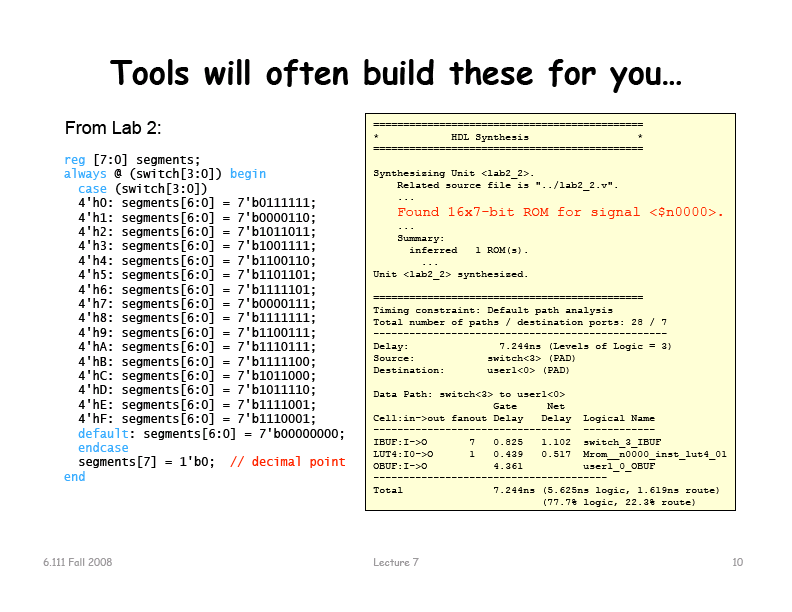 Tools will often build these for you…
From Lab 2:
reg [7:0] segments;
always @ (switch[3:0]) begin
case (switch[3:0])
4'h0: segments[6:0] = 7'b0111111;
4'h1: segments[6:0] = 7'b0000110;
4'h2: segments[6:0] = 7'b1011011;
4'h3: segments[6:0] = 7'b1001111;
4'h4: segments[6:0] = 7'b1100110;
4'h5: segments[6:0] = 7'b1101101;
4'h6: segments[6:0] = 7'b1111101;
4'h7: segments[6:0] = 7'b0000111;
4'h8: segments[6:0] = 7'b1111111;
4'h9: segments[6:0] = 7'b1100111;
4'hA: segments[6:0] = 7'b1110111;
4'hB: segments[6:0] = 7'b1111100;
4'hC: segments[6:0] = 7'b1011000;
4'hD: segments[6:0] = 7'b1011110;
4'hE: segments[6:0] = 7'b1111001;
4'hF: segments[6:0] = 7'b1110001;
default: segments[6:0] = 7'b00000000;
endcase
segments[7] = 1'b0; // decimal point
end
=============================================
* HDL Synthesis *
=============================================
Synthesizing Unit <lab2_2>.
Related source file is "../lab2_2.v".
...
Found 16x7-bit ROM for signal <$n0000>.
...
Summary:
inferred 1 ROM(s).
...
Unit <lab2_2> synthesized.
=============================================
Timing constraint: Default path analysis
Total number of paths / destination ports: 28 / 7
-------------------------------------------------
Delay: 7.244ns (Levels of Logic = 3)
Source: switch<3> (PAD)
Destination: user1<0> (PAD)
Data Path: switch<3> to user1<0>
Gate Net
Cell:in->out fanout Delay Delay Logical Name
--------------------------------- ------------
IBUF:I->O 7 0.825 1.102 switch_3_IBUF
LUT4:I0->O 1 0.439 0.517 Mrom__n0000_inst_lut4_01
OBUF:I->O 4.361 user1_0_OBUF
---------------------------------------
Total 7.244ns (5.625ns logic, 1.619ns route)
(77.7% logic, 22.3% route)
6.111 Fall 2008
Lecture 7
10